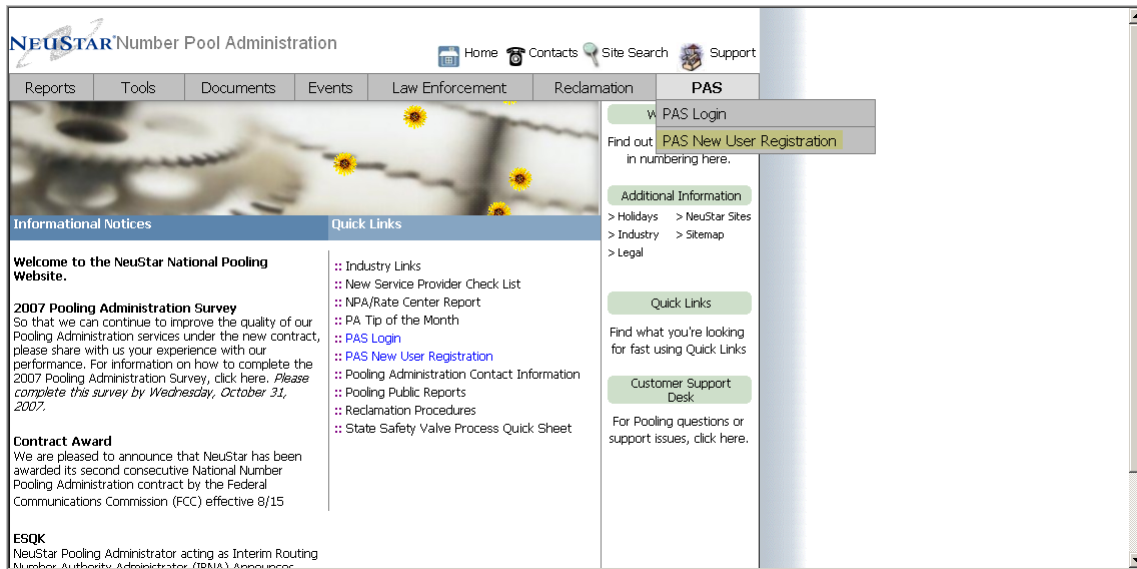 NEUSTAR® Number Pool Administration
Home Contacts Site Search Support
Reports Tools Documents Events Law Enforcement Reclamation PAS
PAS Login
PAS New User Registration
W
Find out
in numbering here.
Additional Information
> Holidays > NeuStar Sites
> Industry > Sitemap
> Legal
Quick Links
Find what you're looking
for fast using Quick Links
Customer Support
Desk
For Pooling questions or
support issues, click here.
Informational Notices
Welcome to the NeuStar National Pooling
Website.
2007 Pooling Administration Survey
So that we can continue to improve the quality of our
Pooling Administration services under the new contract,
please share with us your experience with our
performance. For information on how to complete the
2007 Pooling Administration Survey, click here. Please
complete this survey by Wednesday, October 31,
2007.
Contract Award
We are pleased to announce that NeuStar has been
awarded its second consecutive National Number
Pooling Administration contract by the Federal
Communications Commission (FCC) effective 8/15
ESQK
NeuStar Pooling Administrator acting as Interim Routing
Number Authority Administrator (IRNA) Announces
Quick Links
:: Industry Links
:: New Service Provider Check List
:: NPA/Rate Center Report
:: PA Tip of the Month
:: PAS Login
:: PAS New User Registration
:: Pooling Administration Contact Information
:: Pooling Public Reports
:: Reclamation Procedures
:: State Safety Valve Process Quick Sheet